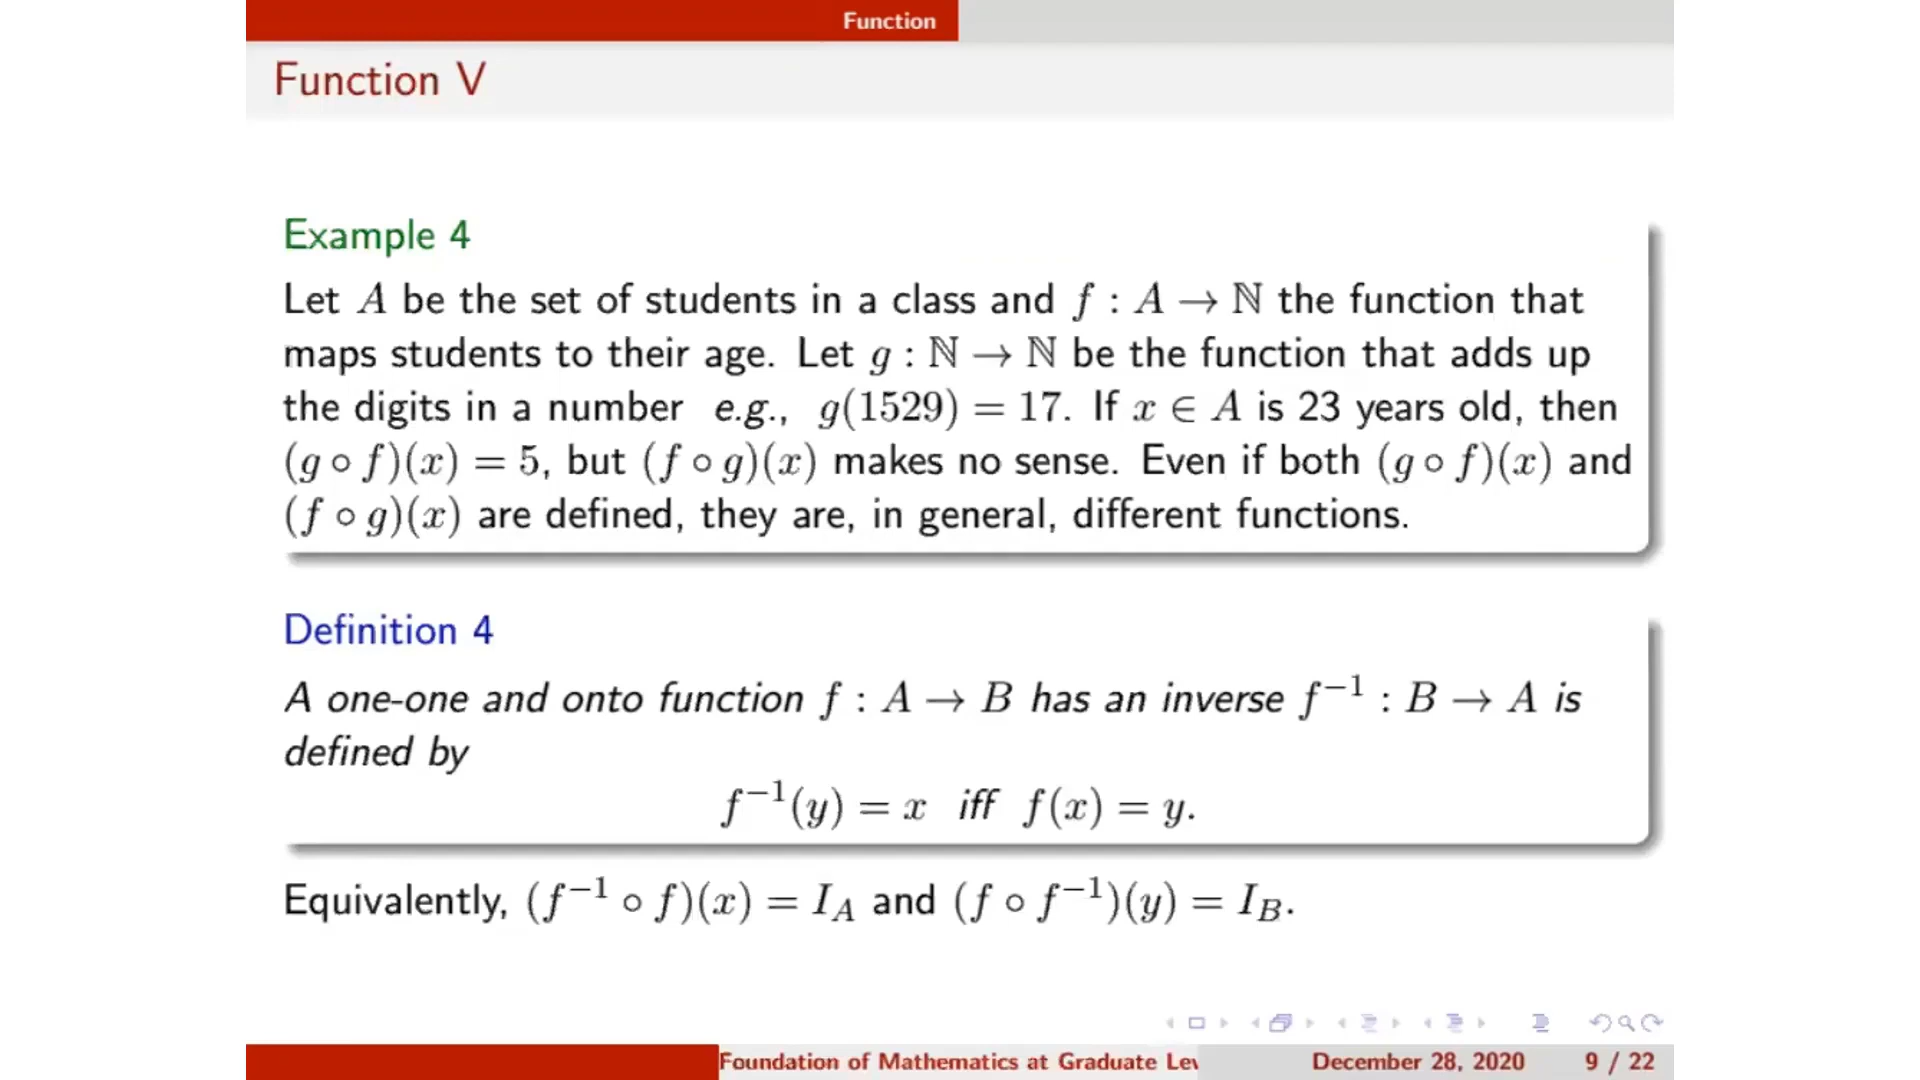 Function
Function V
Example 4
Let A be the set of students in a class and f : A → ℕ the function that
maps students to their age. Let g : ℕ → ℕ be the function that adds up
the digits in a number e.g., g(1529) = 17. If x ∈ A is 23 years old, then
(g ∘ f)(x) = 5, but (f ∘ g)(x) makes no sense. Even if both (g ∘ f)(x) and
(f ∘ g)(x) are defined, they are, in general, different functions.
Definition 4
A one-one and onto function f : A → B has an inverse f⁻¹ : B → A is
defined by
f⁻¹(y) = x iff f(x) = y.
Equivalently, (f⁻¹ ∘ f)(x) = I_A and (f ∘ f⁻¹)(y) = I_B.
Foundation of Mathematics at Graduate Lev December 28, 2020 9 / 22